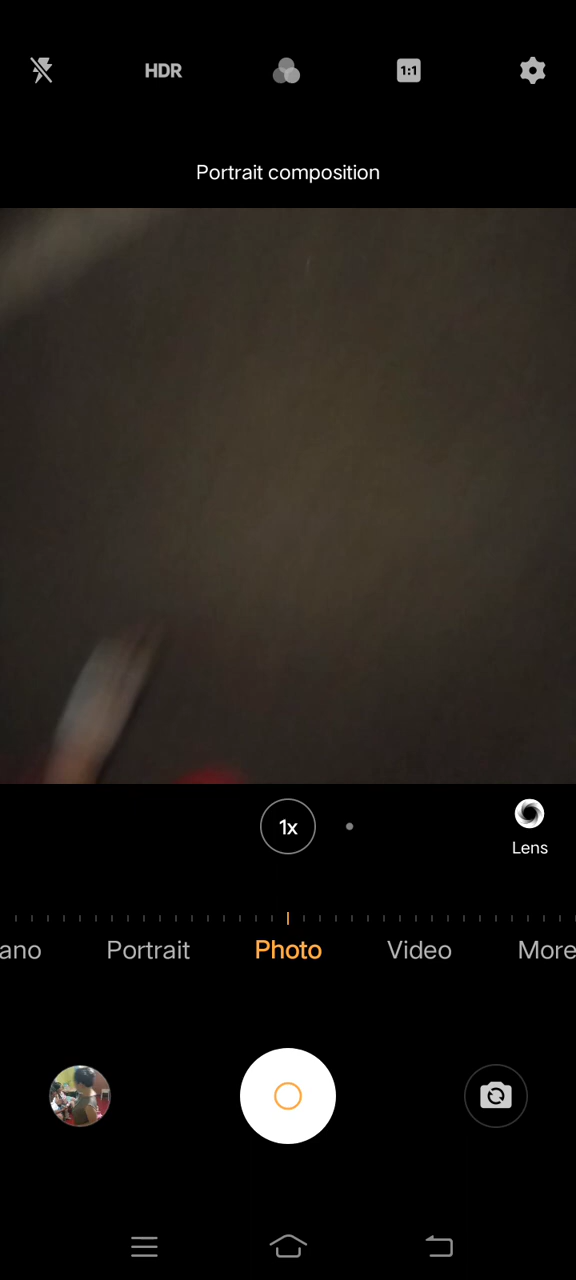 HDR
1:1
Portrait composition
1x
Lens
ano
Portrait
Photo
Video
More